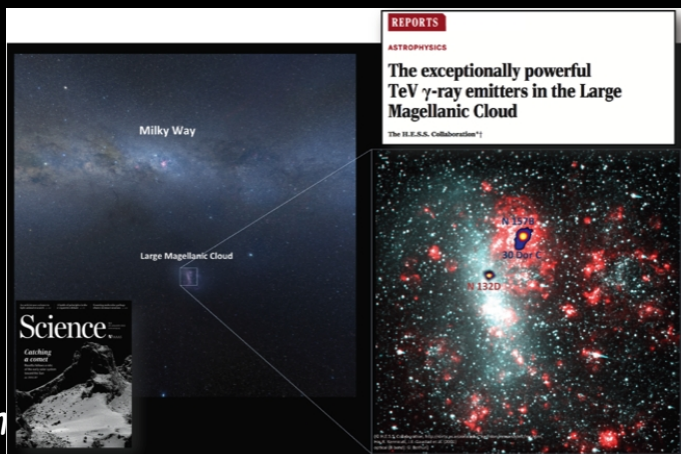 REPORTS
ASTROPHYSICS
The exceptionally powerful
TeV γ-ray emitters in the Large
Magellanic Cloud
The H.E.S.S. Collaboration*†
Milky Way
Large Magellanic Cloud
N 157B
30 Dor C
N 132D
Science
Catching
a comet